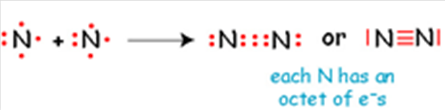 :N· + :N· ⟶ :N:::N: or |N≡N|
each N has an
octet of e⁻s